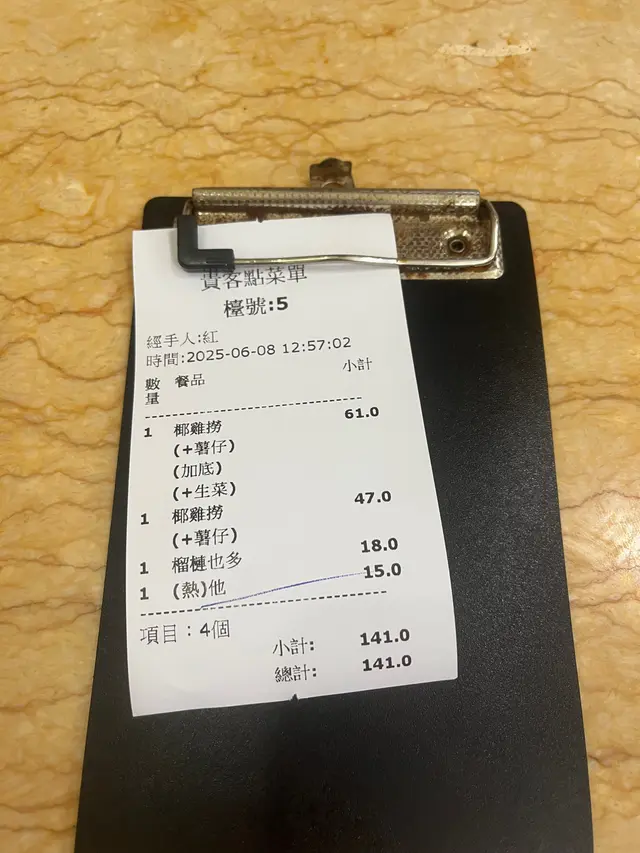 貴客點菜單
檯號:5
經手人:紅
時間:2025-06-08 12:57:02
數量 餐品 小計
1 椰雞撈 61.0
(+薯仔)
(加底)
(+生菜)
1 椰雞撈 47.0
(+薯仔)
1 榴槤也多 18.0
1 (熱)他 15.0
項目：4個
小計: 141.0
總計: 141.0